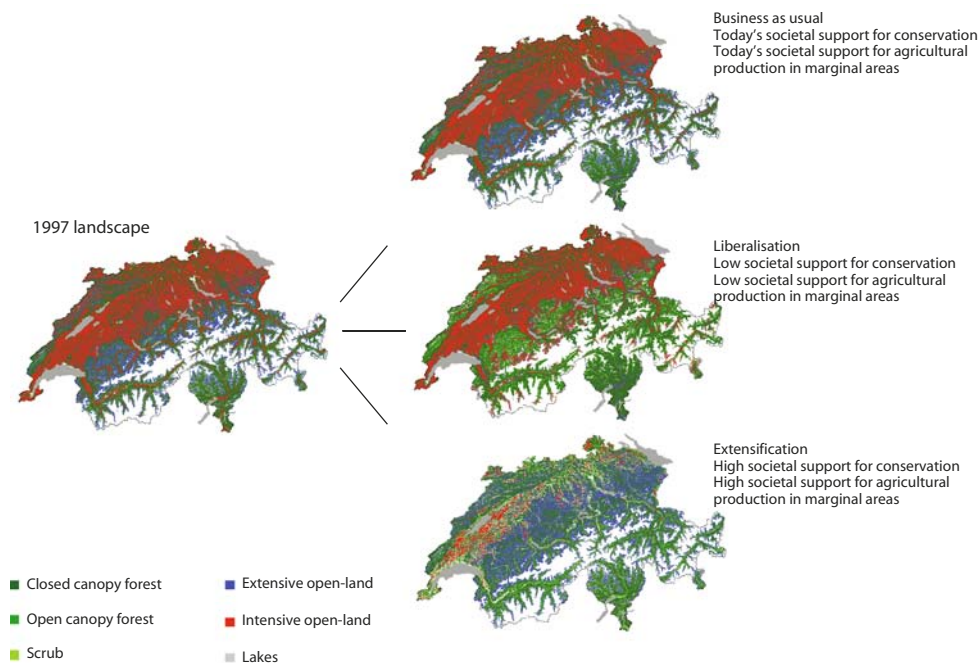 Business as usual
Today's societal support for conservation
Today's societal support for agricultural
production in marginal areas
1997 landscape
Liberalisation
Low societal support for conservation
Low societal support for agricultural
production in marginal areas
Extensification
High societal support for conservation
High societal support for agricultural
production in marginal areas
Closed canopy forest
Open canopy forest
Scrub
Extensive open-land
Intensive open-land
Lakes